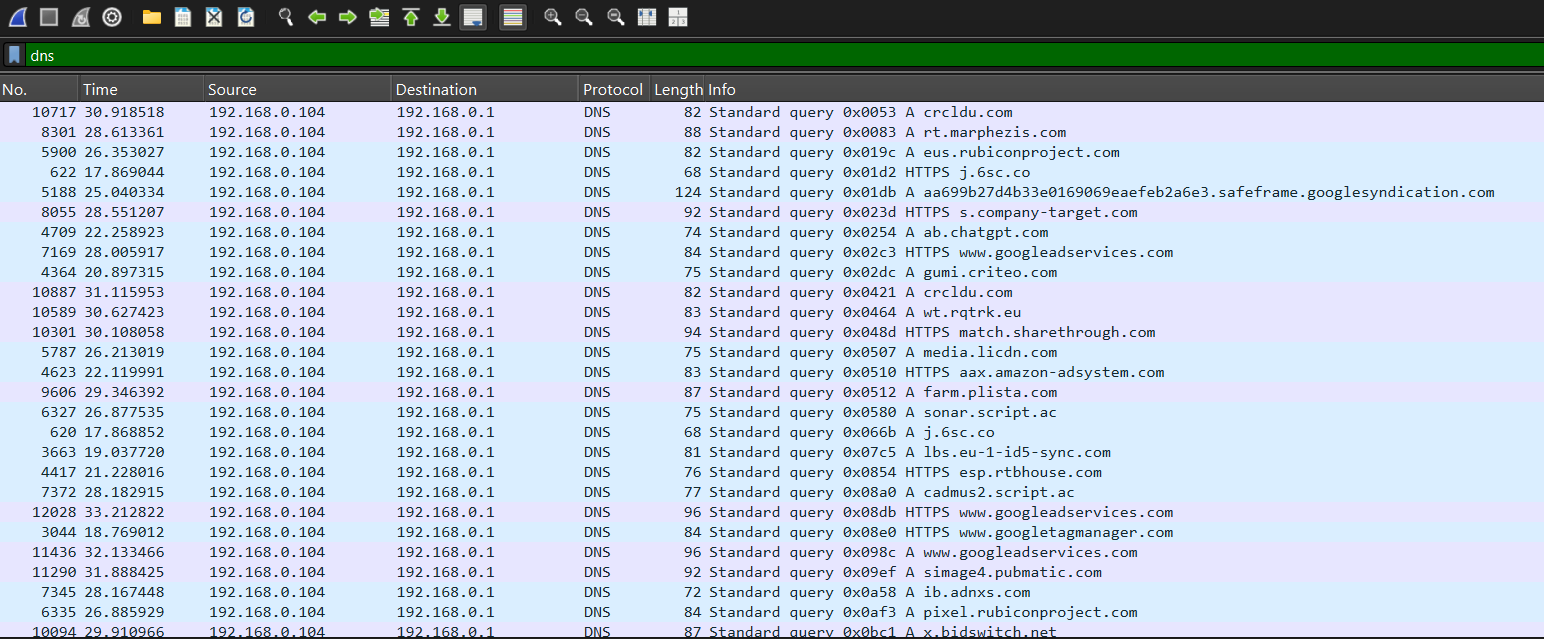 dns
No. Time Source Destination Protocol Length Info
10717 30.918518 192.168.0.104 192.168.0.1 DNS 82 Standard query 0x0053 A crcldu.com
8301 28.613361 192.168.0.104 192.168.0.1 DNS 88 Standard query 0x0083 A rt.marphezis.com
5900 26.353027 192.168.0.104 192.168.0.1 DNS 82 Standard query 0x019c A eus.rubiconproject.com
622 17.869044 192.168.0.104 192.168.0.1 DNS 68 Standard query 0x01d2 HTTPS j.6sc.co
5188 25.040334 192.168.0.104 192.168.0.1 DNS 124 Standard query 0x01db A aa699b27d4b33e0169069eaefeb2a6e3.safeframe.googlesyndication.com
8055 28.551207 192.168.0.104 192.168.0.1 DNS 92 Standard query 0x023d HTTPS s.company-target.com
4709 22.258923 192.168.0.104 192.168.0.1 DNS 74 Standard query 0x0254 A ab.chatgpt.com
7169 28.005917 192.168.0.104 192.168.0.1 DNS 84 Standard query 0x02c3 HTTPS www.googleadservices.com
4364 20.897315 192.168.0.104 192.168.0.1 DNS 75 Standard query 0x02dc A gumi.criteo.com
10887 31.115953 192.168.0.104 192.168.0.1 DNS 82 Standard query 0x0421 A crcldu.com
10589 30.627423 192.168.0.104 192.168.0.1 DNS 83 Standard query 0x0464 A wt.rqtrk.eu
10301 30.108058 192.168.0.104 192.168.0.1 DNS 94 Standard query 0x048d HTTPS match.sharethrough.com
5787 26.213019 192.168.0.104 192.168.0.1 DNS 75 Standard query 0x0507 A media.licdn.com
4623 22.119991 192.168.0.104 192.168.0.1 DNS 83 Standard query 0x0510 HTTPS aax.amazon-adsystem.com
9606 29.346392 192.168.0.104 192.168.0.1 DNS 87 Standard query 0x0512 A farm.plista.com
6327 26.877535 192.168.0.104 192.168.0.1 DNS 75 Standard query 0x0580 A sonar.script.ac
620 17.868852 192.168.0.104 192.168.0.1 DNS 68 Standard query 0x066b A j.6sc.co
3663 19.037720 192.168.0.104 192.168.0.1 DNS 81 Standard query 0x07c5 A lbs.eu-1-id5-sync.com
4417 21.228016 192.168.0.104 192.168.0.1 DNS 76 Standard query 0x0854 HTTPS esp.rtbhouse.com
7372 28.182915 192.168.0.104 192.168.0.1 DNS 77 Standard query 0x08a0 A cadmus2.script.ac
12028 33.212822 192.168.0.104 192.168.0.1 DNS 96 Standard query 0x08db HTTPS www.googleadservices.com
3044 18.769012 192.168.0.104 192.168.0.1 DNS 84 Standard query 0x08e0 HTTPS www.googletagmanager.com
11436 32.133466 192.168.0.104 192.168.0.1 DNS 96 Standard query 0x098c A www.googleadservices.com
11290 31.888425 192.168.0.104 192.168.0.1 DNS 92 Standard query 0x09ef A simage4.pubmatic.com
7345 28.167448 192.168.0.104 192.168.0.1 DNS 72 Standard query 0x0a58 A ib.adnxs.com
6335 26.885929 192.168.0.104 192.168.0.1 DNS 84 Standard query 0x0af3 A pixel.rubiconproject.com
10094 29.910966 192.168.0.104 192.168.0.1 DNS 87 Standard query 0x0bc1 A x.bidswitch.net